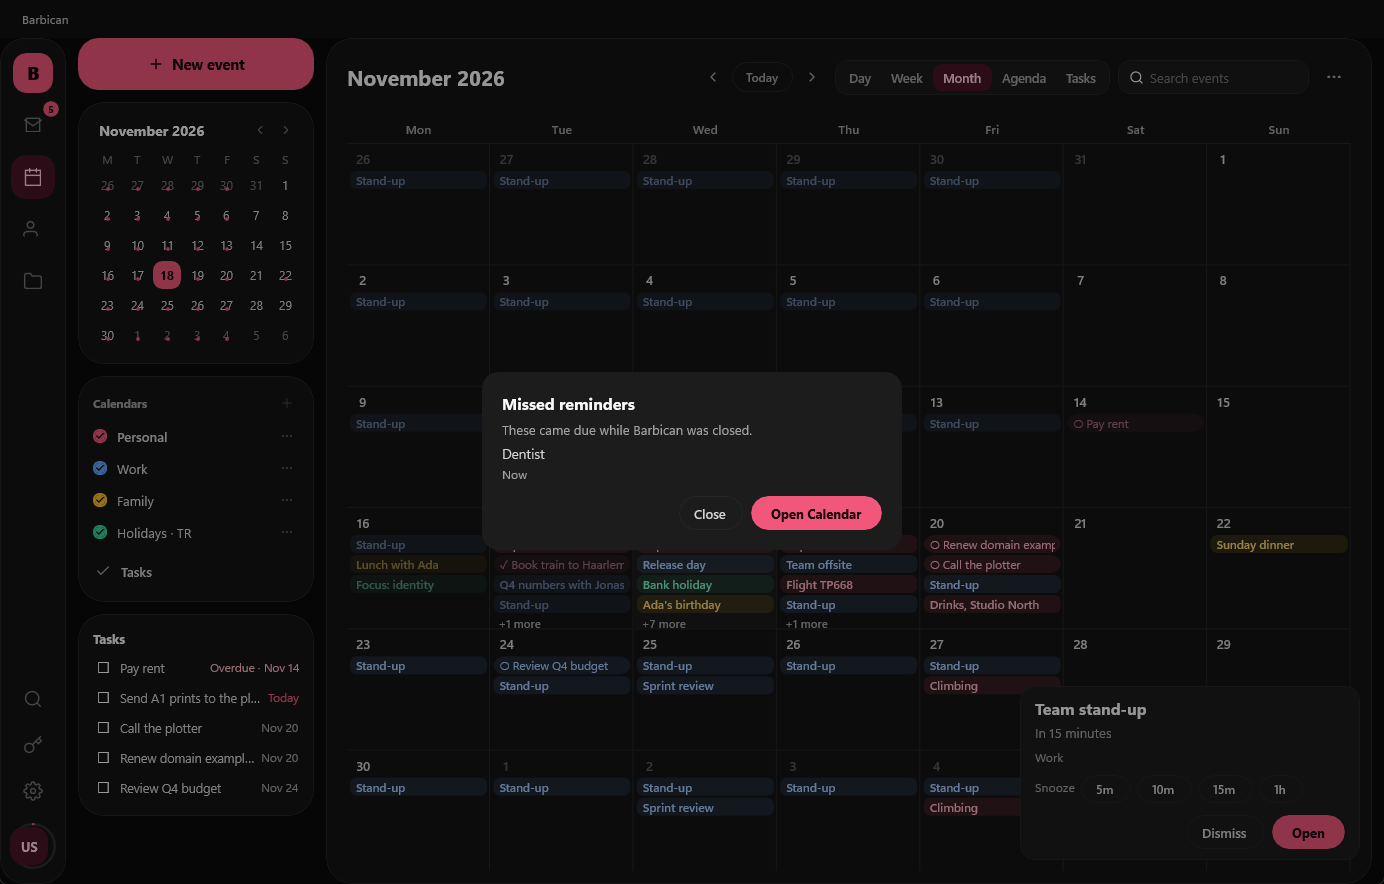 Barbican
B
5
US
+ New event
November 2026
M T W T F S S
26 27 28 29 30 31 1
2 3 4 5 6 7 8
9 10 11 12 13 14 15
16 17 18 19 20 21 22
23 24 25 26 27 28 29
30 1 2 3 4 5 6
Calendars
Personal
Work
Family
Holidays · TR
Tasks
Tasks
Pay rent Overdue · Nov 14
Send A1 prints to the pl... Today
Call the plotter Nov 20
Renew domain exampl... Nov 20
Review Q4 budget Nov 24
November 2026
Today
Day Week Month Agenda Tasks
Search events
Mon Tue Wed Thu Fri Sat Sun
26 27 28 29 30 31 1
Stand-up Stand-up Stand-up Stand-up Stand-up
2 3 4 5 6 7 8
Stand-up Stand-up Stand-up Stand-up Stand-up
9 13 14 15
Stand-up Stand-up Pay rent
Missed reminders
These came due while Barbican was closed.
Dentist
Now
Close Open Calendar
16 20 21 22
Stand-up Renew domain examp Sunday dinner
Lunch with Ada ✓ Book train to Haarlem Release day Team offsite Call the plotter
Focus: identity Q4 numbers with Jonas Bank holiday Flight TP668 Stand-up
Stand-up Ada's birthday Stand-up Drinks, Studio North
+1 more +7 more +1 more
23 24 25 26 27 28 29
Stand-up Review Q4 budget Stand-up Stand-up Stand-up
Stand-up Sprint review Climbing
30 1 2 3 4
Stand-up Stand-up Stand-up Stand-up Stand-up
Sprint review Climbing
Team stand-up
In 15 minutes
Work
Snooze 5m 10m 15m 1h
Dismiss Open